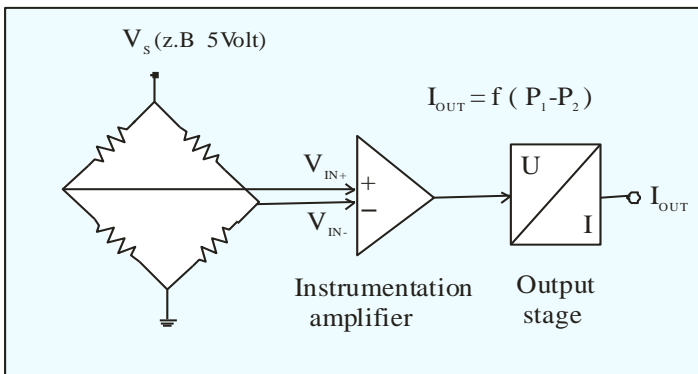 V_S (z.B 5Volt)
I_OUT = f ( P_1-P_2)
V_IN+
+
−
V_IN-
U
I
I_OUT
Instrumentation
amplifier
Output
stage